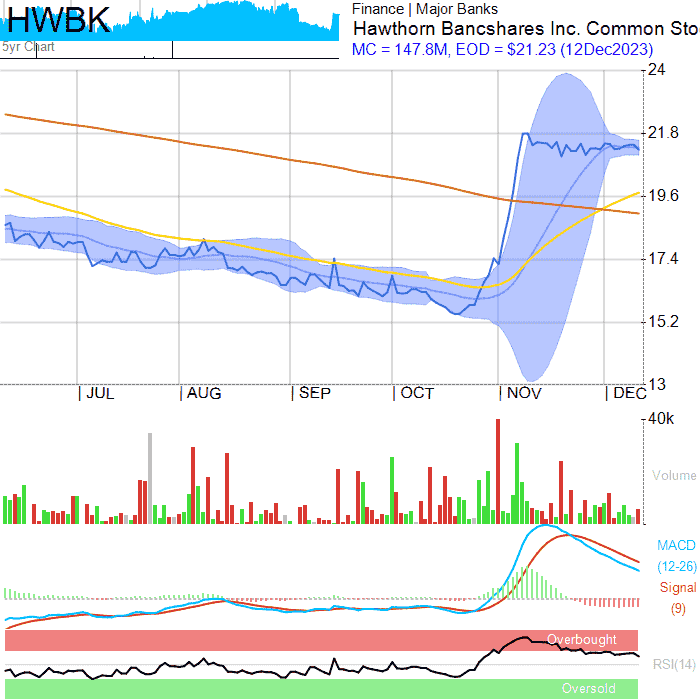 HWBK
5yr Chart
Finance | Major Banks
Hawthorn Bancshares Inc. Common Sto
MC = 147.8M, EOD = $21.23 (12Dec2023)
24
21.8
19.6
17.4
15.2
13
| JUL | AUG | SEP | OCT | NOV | DEC
40k
Volume
MACD
(12-26)
Signal
(9)
Overbought
RSI(14)
Oversold